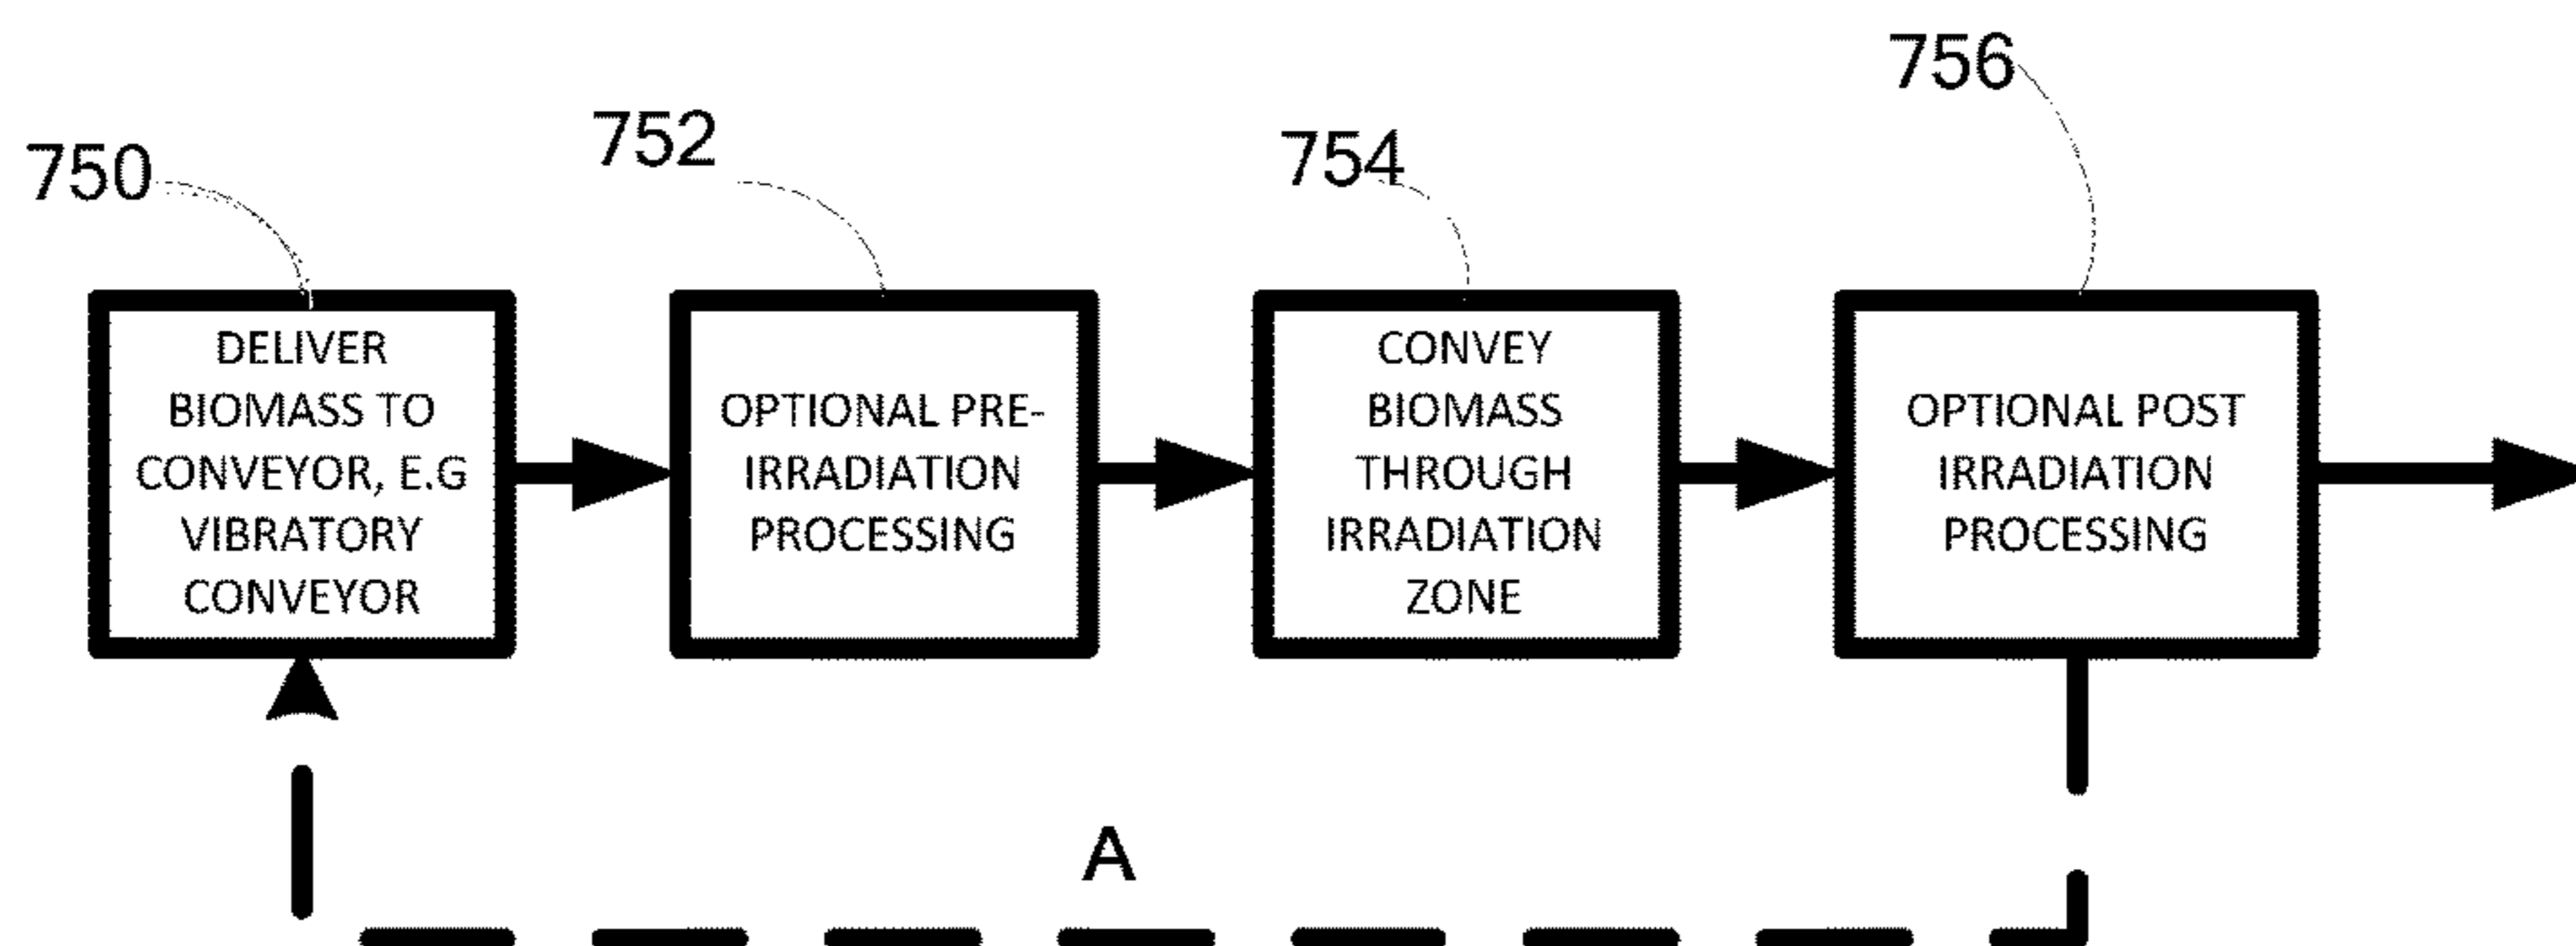 756
752
754
750
DELIVER
BIOMASS TO
CONVEYOR, E.G
VIBRATORY
CONVEYOR
OPTIONAL PRE-
IRRADIATION
PROCESSING
CONVEY
BIOMASS
THROUGH
IRRADIATION
ZONE
OPTIONAL POST
IRRADIATION
PROCESSING
A